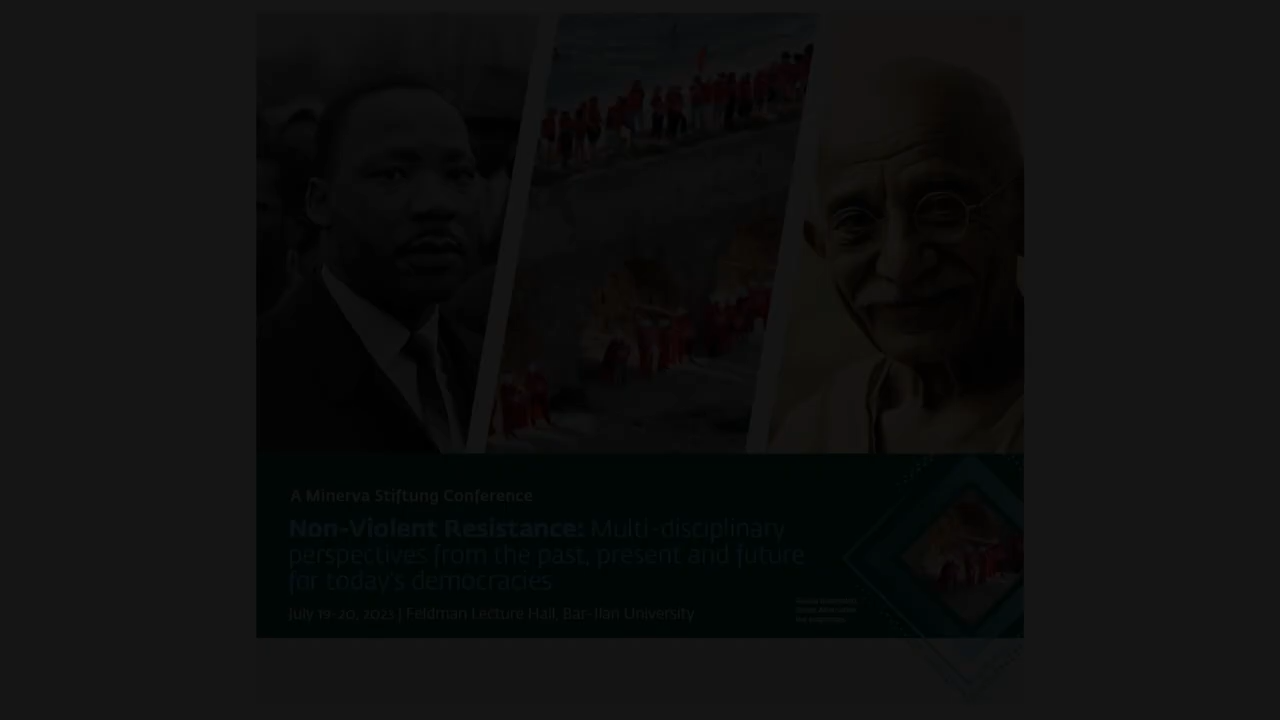 A Minerva Stiftung Conference
Non-Violent Resistance: Multi-disciplinary
perspectives from the past, present and future
for today's democracies
July 19-20, 2023 | Feldman Lecture Hall, Bar-Ilan University